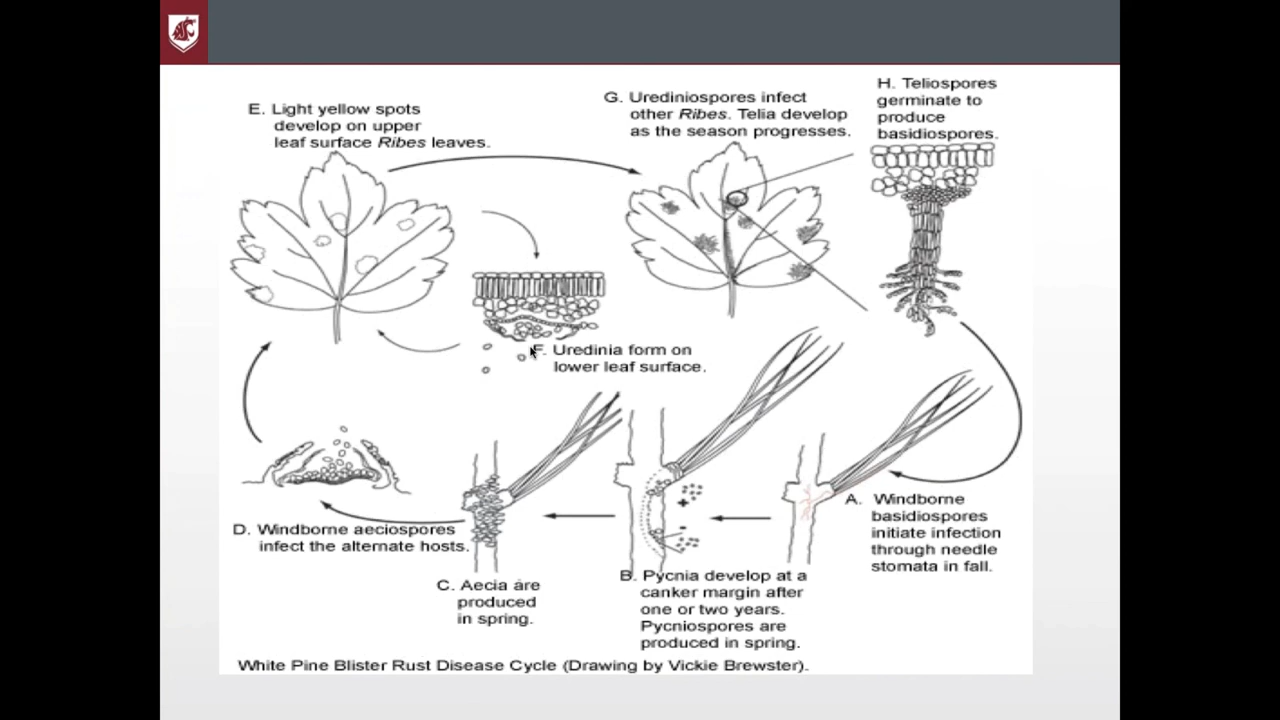 E. Light yellow spots
develop on upper
leaf surface Ribes leaves.
G. Urediniospores infect
other Ribes. Telia develop
as the season progresses.
H. Teliospores
germinate to
produce
basidiospores.
F. Uredinia form on
lower leaf surface.
A. Windborne
basidiospores
initiate infection
through needle
stomata in fall.
B. Pycnia develop at a
canker margin after
one or two years.
Pycniospores are
produced in spring.
C. Aecia are
produced
in spring.
D. Windborne aeciospores
infect the alternate hosts.
+
-
White Pine Blister Rust Disease Cycle (Drawing by Vickie Brewster).